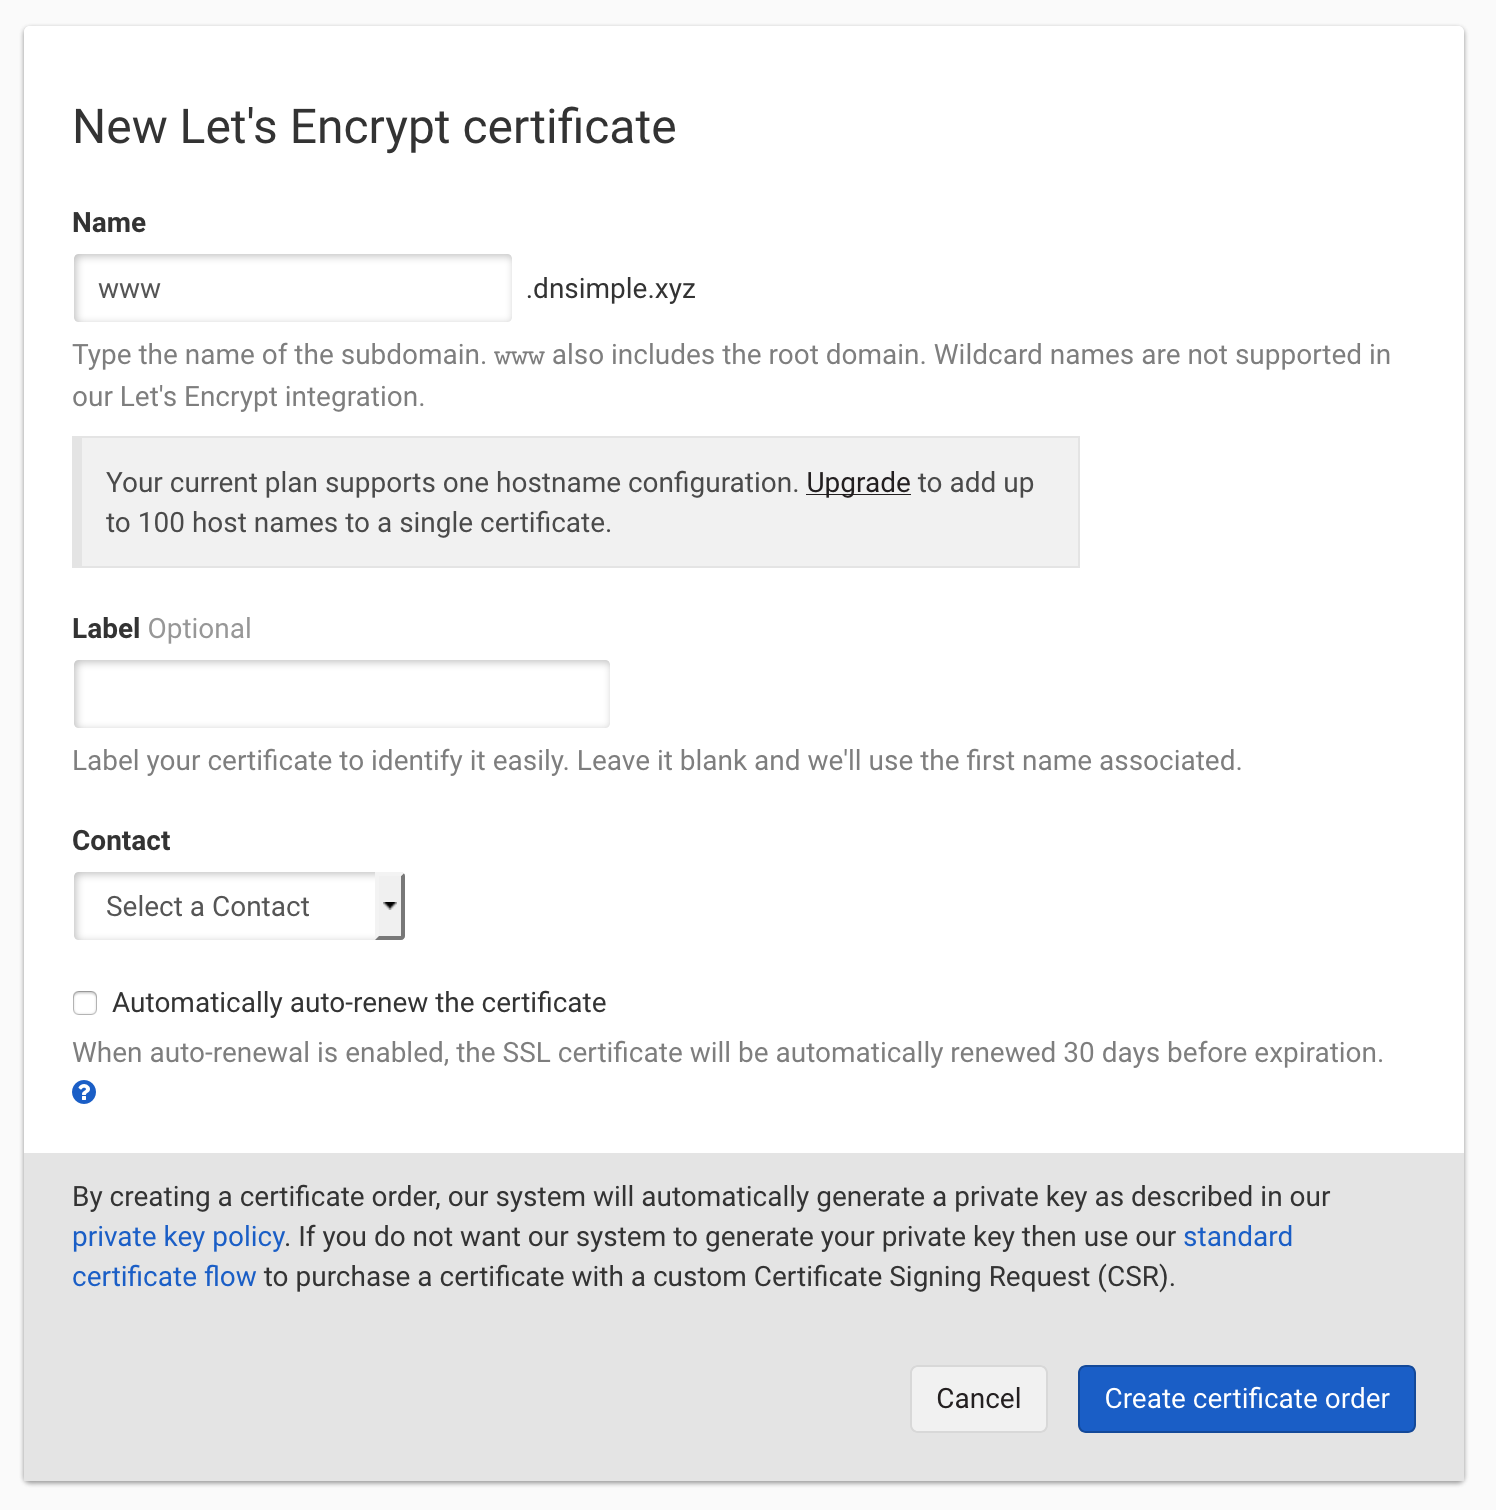 New Let's Encrypt certificate
Name
www .dnsimple.xyz
Type the name of the subdomain. www also includes the root domain. Wildcard names are not supported in
our Let's Encrypt integration.
Your current plan supports one hostname configuration. Upgrade to add up
to 100 host names to a single certificate.
Label Optional
Label your certificate to identify it easily. Leave it blank and we'll use the first name associated.
Contact
Select a Contact
Automatically auto-renew the certificate
When auto-renewal is enabled, the SSL certificate will be automatically renewed 30 days before expiration.
?
By creating a certificate order, our system will automatically generate a private key as described in our
private key policy. If you do not want our system to generate your private key then use our standard
certificate flow to purchase a certificate with a custom Certificate Signing Request (CSR).
Cancel Create certificate order